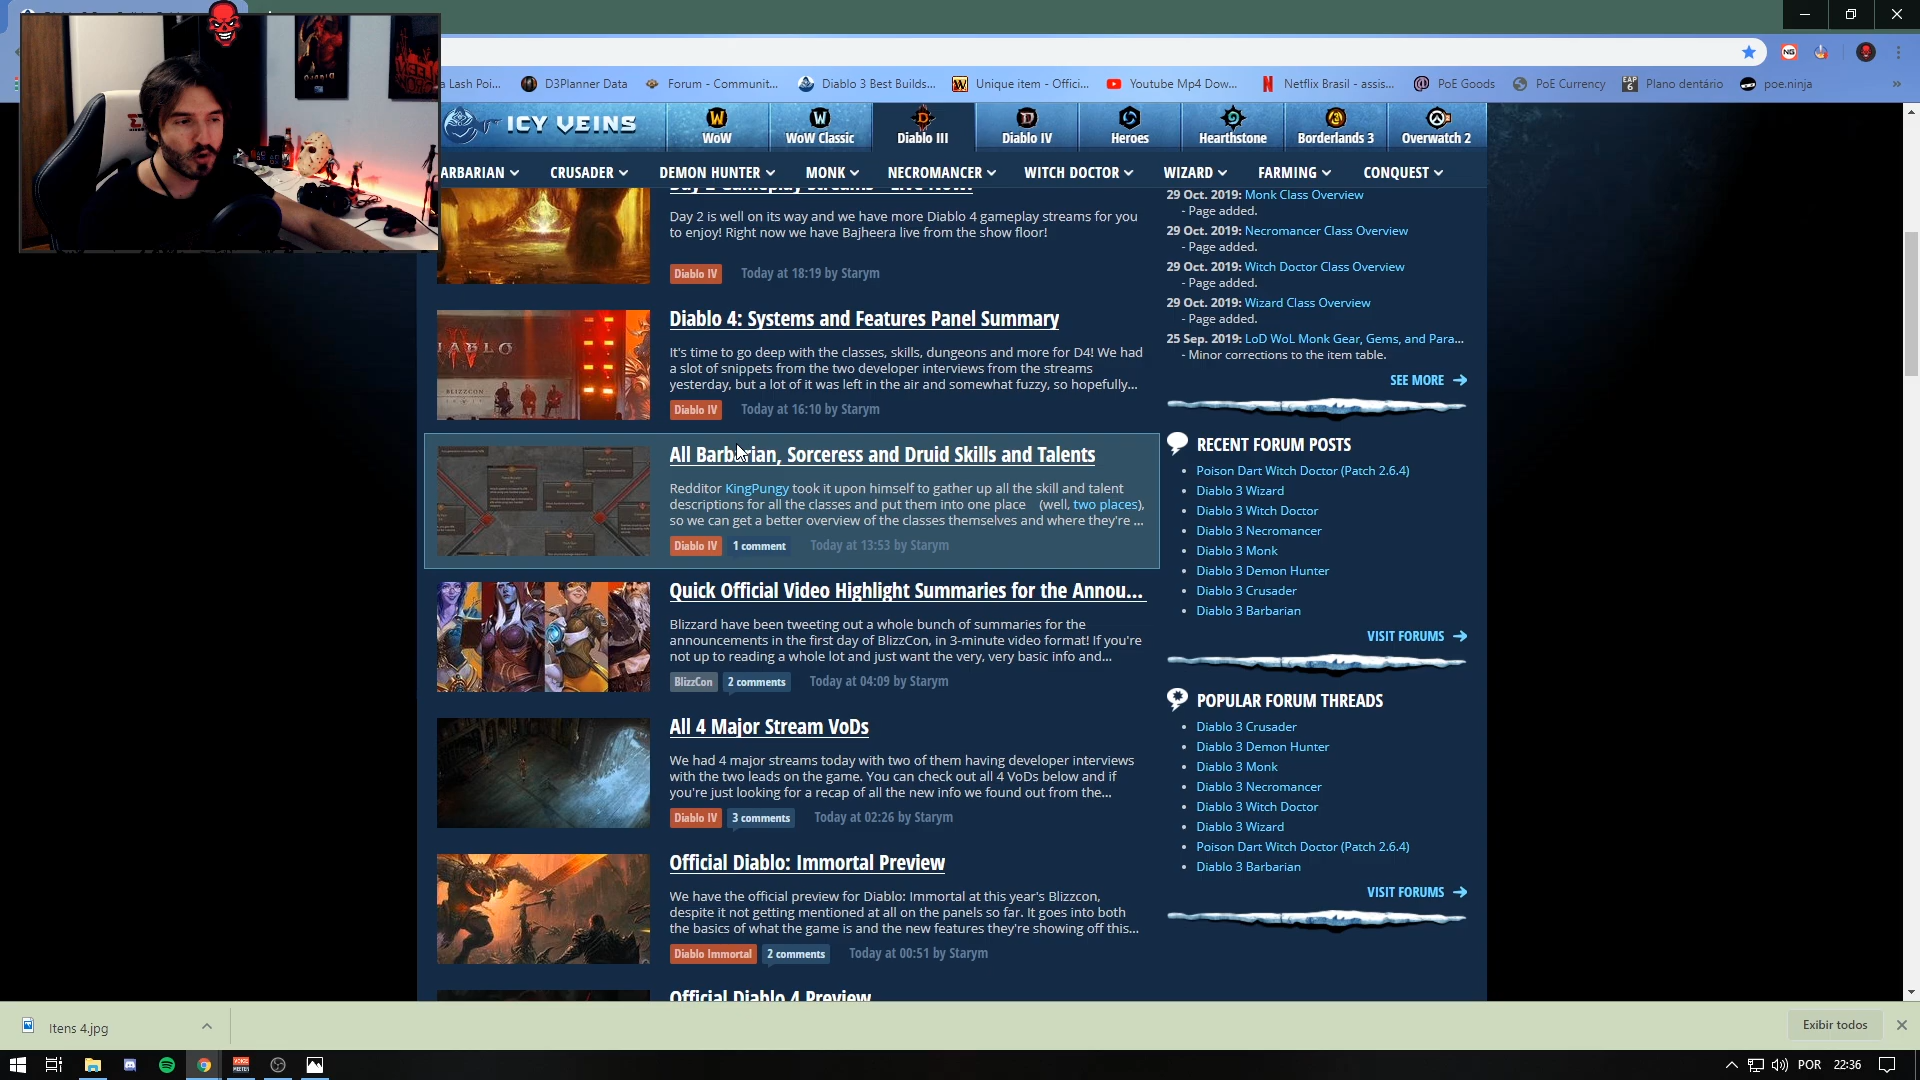 a Lash Poi...
D3Planner Data
Forum - Communit...
Diablo 3 Best Builds...
Unique item - Offici...
Youtube Mp4 Dow...
Netflix Brasil - assis...
PoE Goods
PoE Currency
Plano dentário
poe.ninja
ICY VEINS
WoW
WoW Classic
Diablo III
Diablo IV
Heroes
Hearthstone
Borderlands 3
Overwatch 2
ARBARIAN
CRUSADER
DEMON HUNTER
MONK
NECROMANCER
WITCH DOCTOR
WIZARD
FARMING
CONQUEST
Day 2 Gameplay Streams - Live Now!
Day 2 is well on its way and we have more Diablo 4 gameplay streams for you
to enjoy! Right now we have Bajheera live from the show floor!
Diablo IV Today at 18:19 by Starym
Diablo 4: Systems and Features Panel Summary
It's time to go deep with the classes, skills, dungeons and more for D4! We had
a slot of snippets from the two developer interviews from the streams
yesterday, but a lot of it was left in the air and somewhat fuzzy, so hopefully...
Diablo IV Today at 16:10 by Starym
All Barbarian, Sorceress and Druid Skills and Talents
Redditor KingPungy took it upon himself to gather up all the skill and talent
descriptions for all the classes and put them into one place (well, two places),
so we can get a better overview of the classes themselves and where they're ...
Diablo IV 1 comment Today at 13:53 by Starym
Quick Official Video Highlight Summaries for the Annou...
Blizzard have been tweeting out a whole bunch of summaries for the
announcements in the first day of BlizzCon, in 3-minute video format! If you're
not up to reading a whole lot and just want the very, very basic info and...
BlizzCon 2 comments Today at 04:09 by Starym
All 4 Major Stream VoDs
We had 4 major streams today with two of them having developer interviews
with the two leads on the game. You can check out all 4 VoDs below and if
you're just looking for a recap of all the new info we found out from the...
Diablo IV 3 comments Today at 02:26 by Starym
Official Diablo: Immortal Preview
We have the official preview for Diablo: Immortal at this year's Blizzcon,
despite it not getting mentioned at all on the panels so far. It goes into both
the basics of what the game is and the new features they're showing off this...
Diablo Immortal 2 comments Today at 00:51 by Starym
Official Diablo 4 Preview
29 Oct. 2019: Monk Class Overview
- Page added.
29 Oct. 2019: Necromancer Class Overview
- Page added.
29 Oct. 2019: Witch Doctor Class Overview
- Page added.
29 Oct. 2019: Wizard Class Overview
- Page added.
25 Sep. 2019: LoD WoL Monk Gear, Gems, and Para...
- Minor corrections to the item table.
SEE MORE
RECENT FORUM POSTS
Poison Dart Witch Doctor (Patch 2.6.4)
Diablo 3 Wizard
Diablo 3 Witch Doctor
Diablo 3 Necromancer
Diablo 3 Monk
Diablo 3 Demon Hunter
Diablo 3 Crusader
Diablo 3 Barbarian
VISIT FORUMS
POPULAR FORUM THREADS
Diablo 3 Crusader
Diablo 3 Demon Hunter
Diablo 3 Monk
Diablo 3 Necromancer
Diablo 3 Witch Doctor
Diablo 3 Wizard
Poison Dart Witch Doctor (Patch 2.6.4)
Diablo 3 Barbarian
VISIT FORUMS
Itens 4.jpg
Exibir todos
POR 22:36